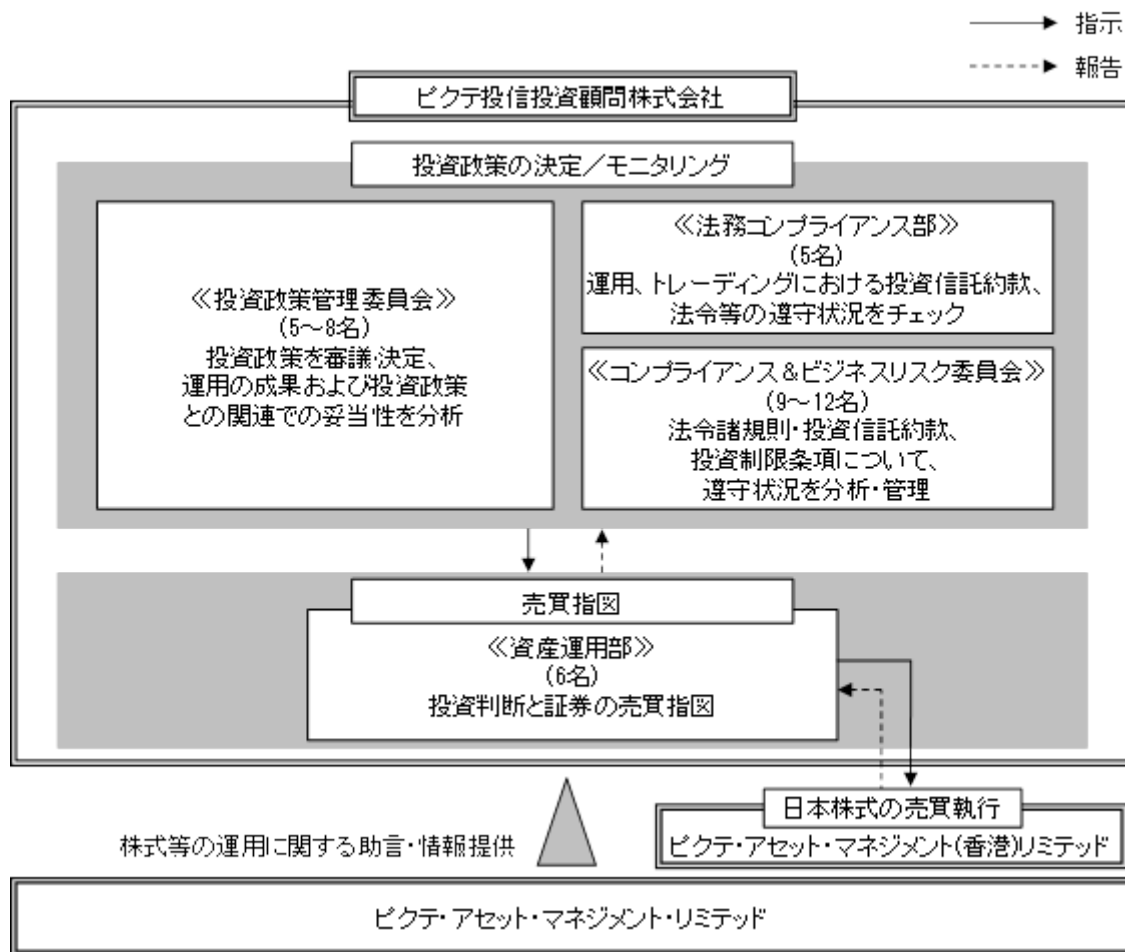 指示
報告
ピクテ投信投資顧問株式会社
投資政策の決定／モニタリング
≪投資政策管理委員会≫
(5～8名)
投資政策を審議・決定、
運用の成果および投資政策
との関連での妥当性を分析
≪法務コンプライアンス部≫
(5名)
運用、トレーディングにおける投資信託約款、
法令等の遵守状況をチェック
≪コンプライアンス＆ビジネスリスク委員会≫
(9～12名)
法令諸規則・投資信託約款、
投資制限条項について、
遵守状況を分析・管理
売買指図
≪資産運用部≫
(6名)
投資判断と証券の売買指図
日本株式の売買執行
ピクテ・アセット・マネジメント(香港)リミテッド
株式等の運用に関する助言・情報提供
ピクテ・アセット・マネジメント・リミテッド